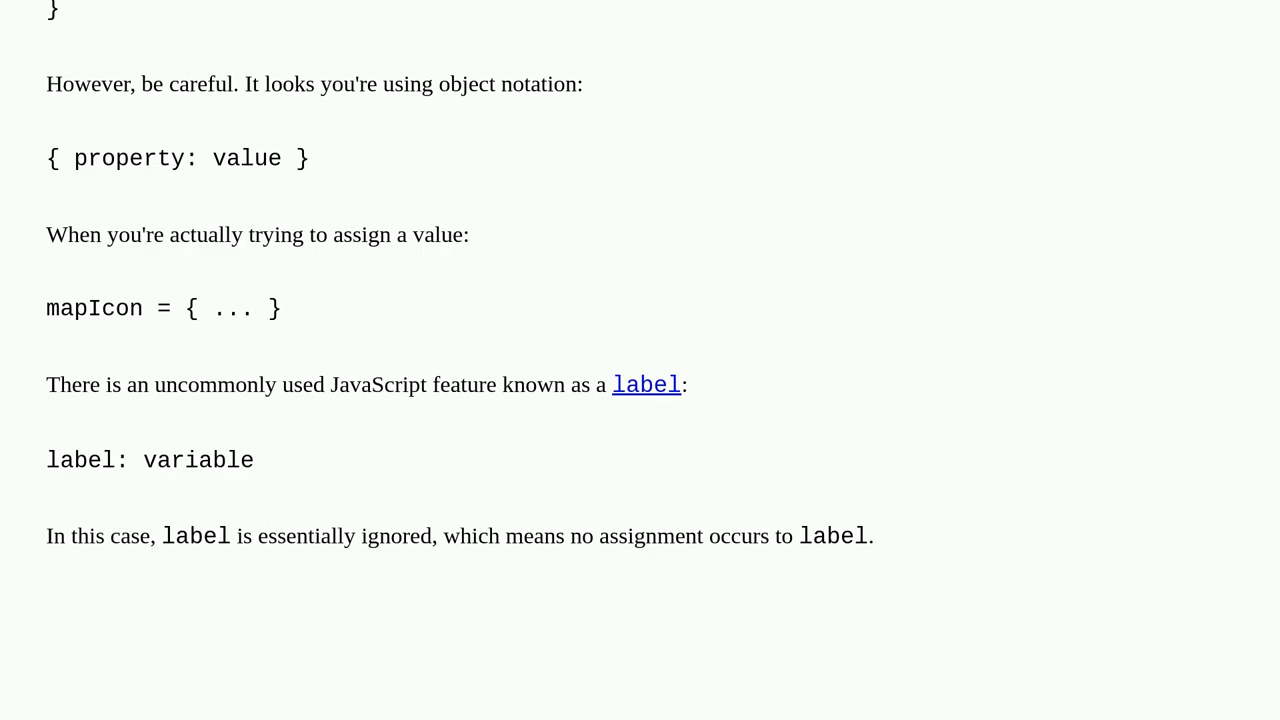 }
However, be careful. It looks you're using object notation:
{ property: value }
When you're actually trying to assign a value:
mapIcon = { ... }
There is an uncommonly used JavaScript feature known as a label:
label: variable
In this case, label is essentially ignored, which means no assignment occurs to label.